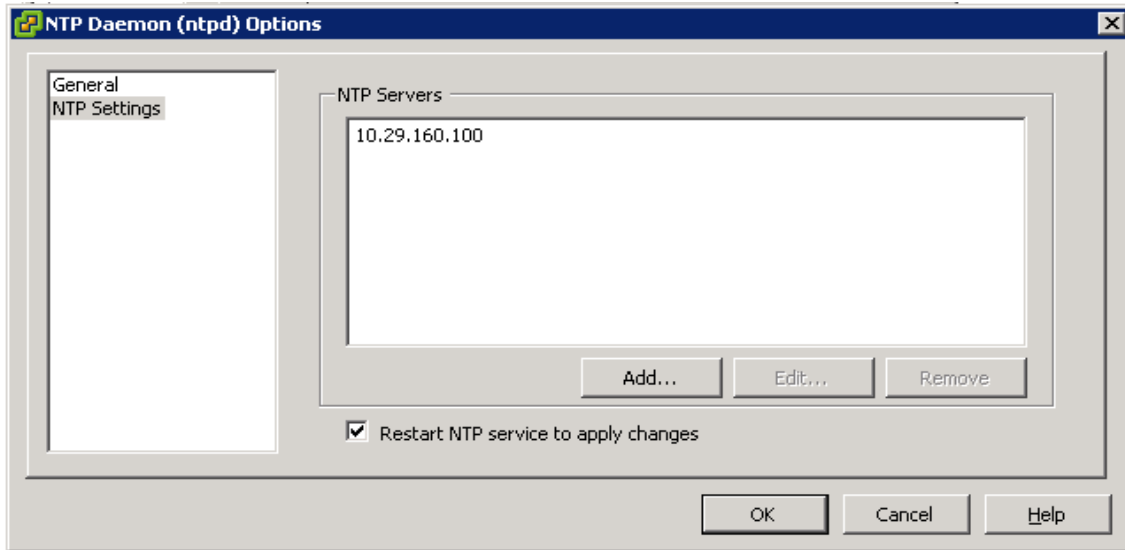 NTP Daemon (ntpd) Options
General
NTP Settings
NTP Servers
10.29.160.100
Add...
Edit...
Remove
Restart NTP service to apply changes
OK
Cancel
Help